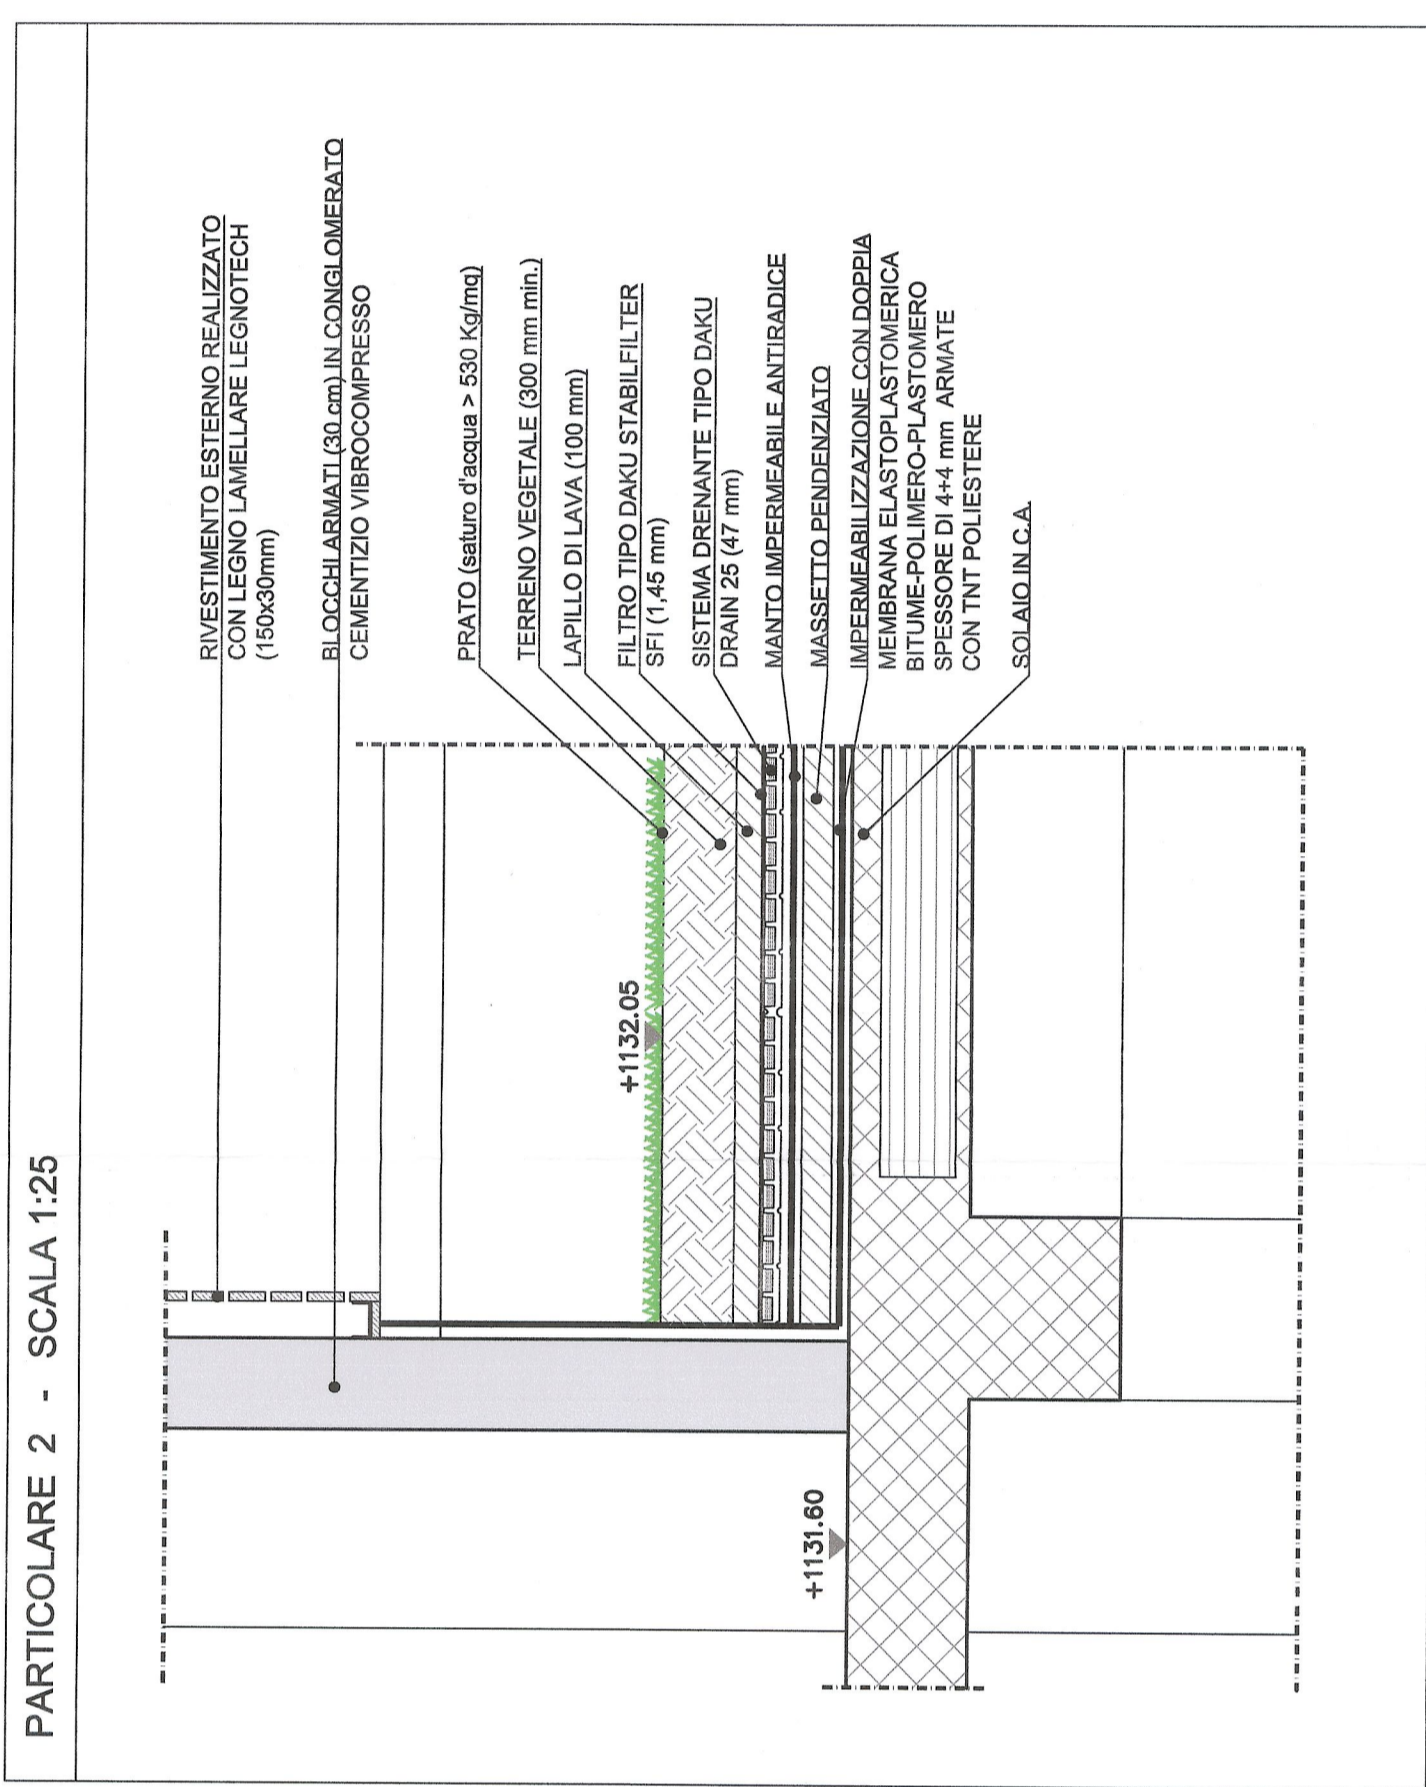 PARTICOLARE 2 - SCALA 1:25
RIVESTIMENTO ESTERNO REALIZZATO
CON LEGNO LAMELLARE LEGNOTECH
(150x30mm)
BLOCCHI ARMATI (30 cm) IN CONGLOMERATO
CEMENTIZIO VIBROCOMPRESSO
PRATO (saturo d'acqua > 530 Kg/mq)
TERRENO VEGETALE (300 mm min.)
LAPILLO DI LAVA (100 mm)
FILTRO TIPO DAKU STABILFILTER
SFI (1,45 mm)
SISTEMA DRENANTE TIPO DAKU
DRAIN 25 (47 mm)
MANTO IMPERMEABILE ANTIRADICE
MASSETTO PENDENZIATO
IMPERMEABILIZZAZIONE CON DOPPIA
MEMBRANA ELASTOPLASTOMERICA
BITUME-POLIMERO-PLASTOMERO
SPESSORE DI 4+4 mm ARMATE
CON TNT POLIESTERE
SOLAIO IN C.A.
+1132.05
+1131.60